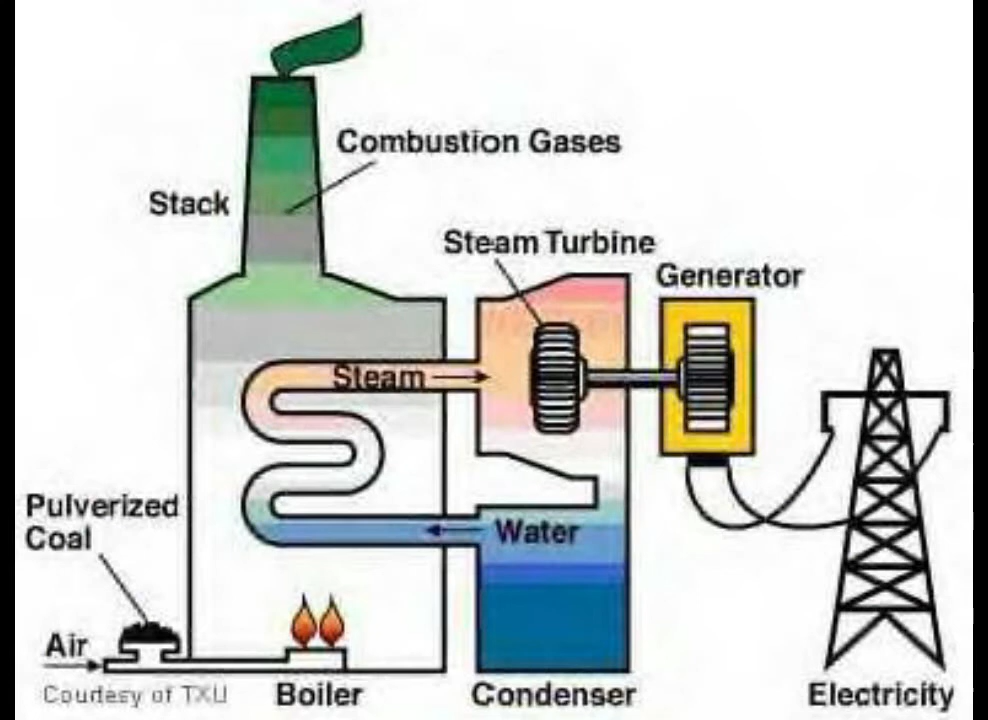 Combustion Gases
Stack
Steam Turbine
Generator
Steam
Pulverized
Coal
Water
Air
Courtesy of TXU
Boiler
Condenser
Electricity